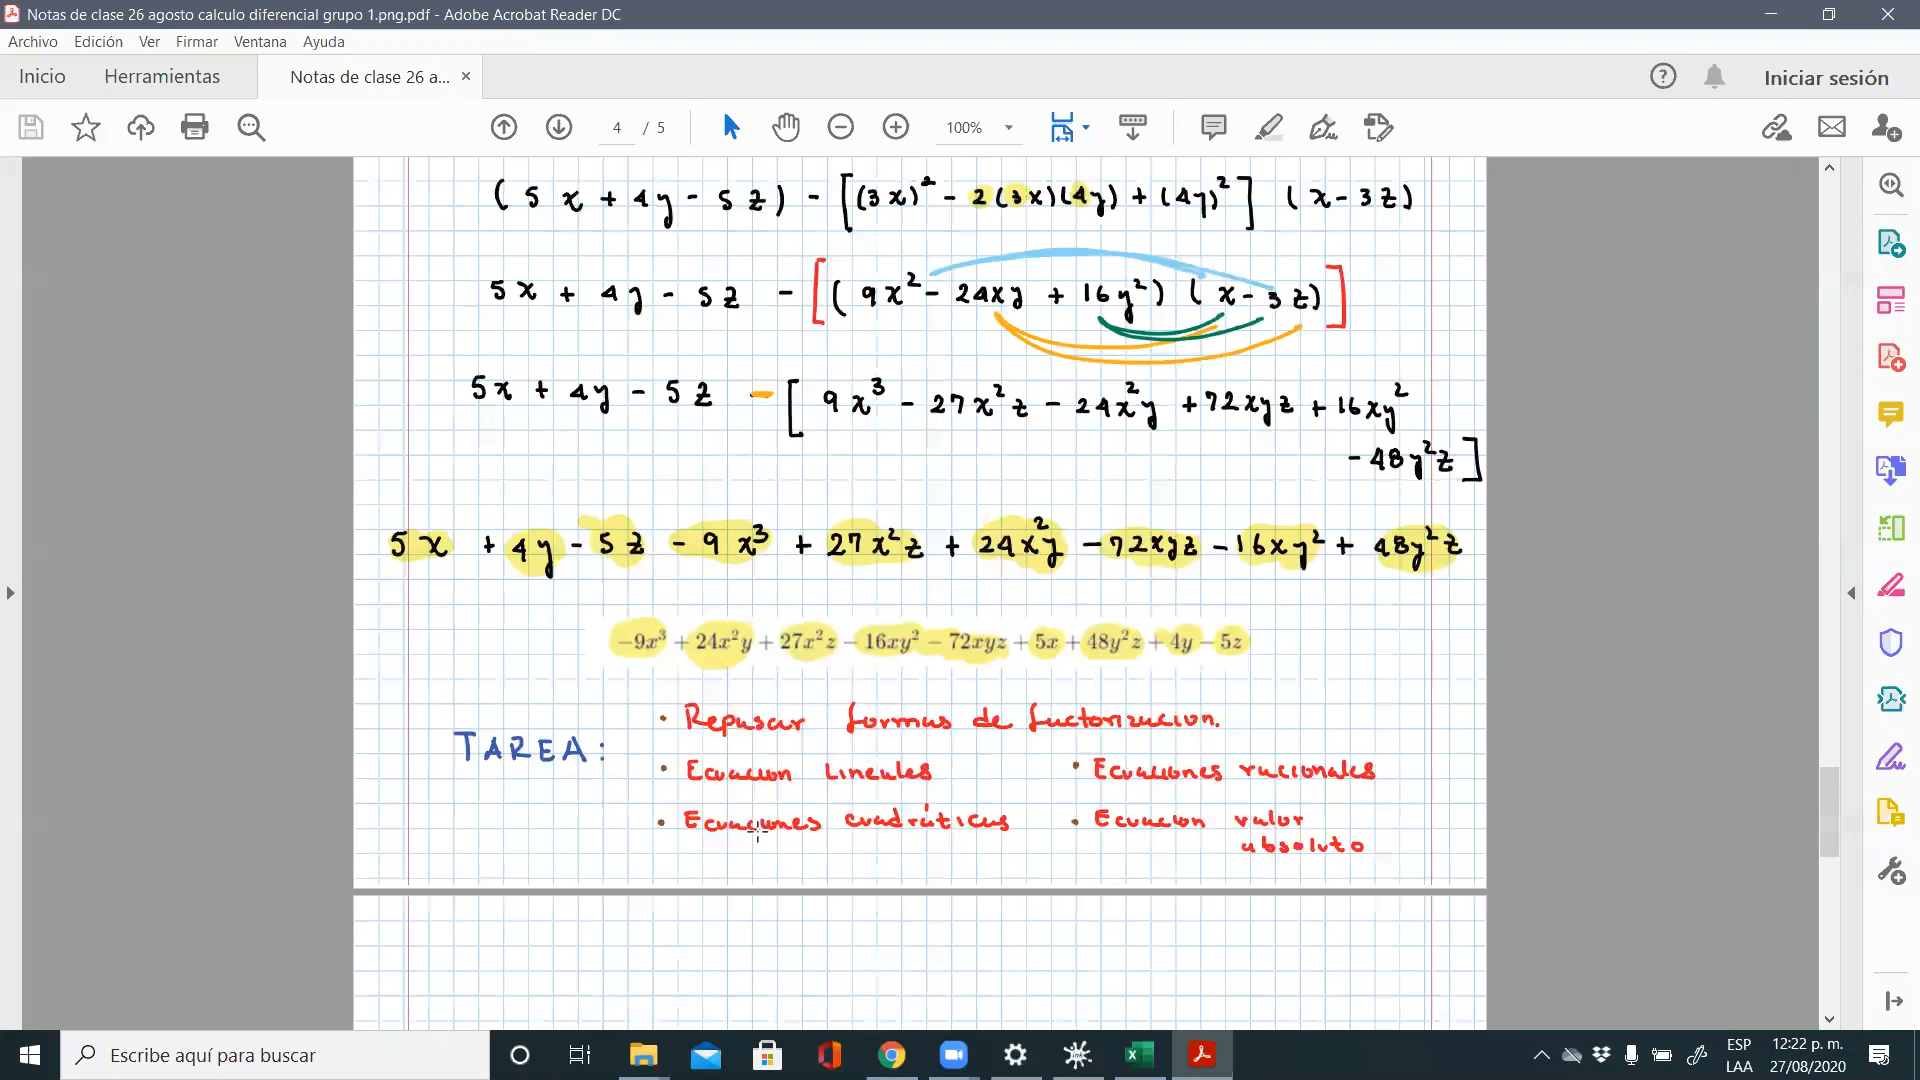 Notas de clase 26 agosto calculo diferencial grupo 1.png.pdf - Adobe Acrobat Reader DC
Archivo Edición Ver Firmar Ventana Ayuda
Inicio Herramientas Notas de clase 26 a... × Iniciar sesión
4 / 5 100%
(5x + 4y - 5z) - [(3x)² - 2(3x)(4y) + (4y)²] (x - 3z)
5x + 4y - 5z - [(9x² - 24xy + 16y²) (x - 3z)]
5x + 4y - 5z - [9x³ - 27x²z - 24x²y + 72xyz + 16xy²
- 48y²z]
5x + 4y - 5z - 9x³ + 27x²z + 24x²y - 72xyz - 16xy² + 48y²z
-9x³ + 24x²y + 27x²z - 16xy² - 72xyz + 5x + 48y²z + 4y - 5z
TAREA:
• Repasar formas de factorizacion.
• Ecuacion lineales
• Ecuaciones cuadráticas
• Ecuaciones racionales
• Ecuacion valor
absoluto
Escribe aquí para buscar
ESP
LAA
12:22 p. m.
27/08/2020